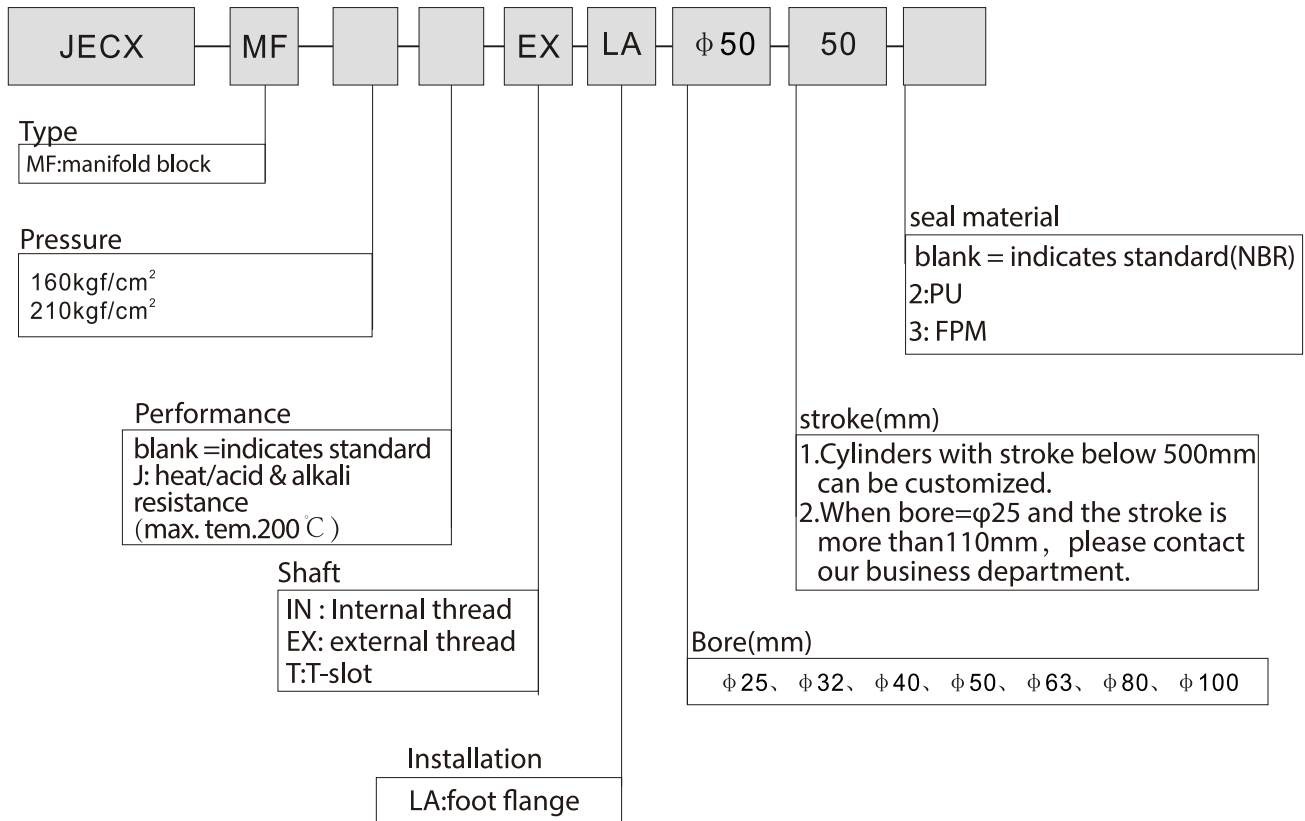 JECX MF EX LA ϕ50 50
Type
MF:manifold block
Pressure
160kgf/cm²
210kgf/cm²
Performance
blank =indicates standard
J: heat/acid & alkali
resistance
(max. tem.200℃)
Shaft
IN : Internal thread
EX: external thread
T:T-slot
Installation
LA:foot flange
seal material
blank = indicates standard(NBR)
2:PU
3: FPM
stroke(mm)
1.Cylinders with stroke below 500mm
can be customized.
2.When bore=φ25 and the stroke is
more than110mm，please contact
our business department.
Bore(mm)
ϕ25、ϕ32、ϕ40、ϕ50、ϕ63、ϕ80、ϕ100